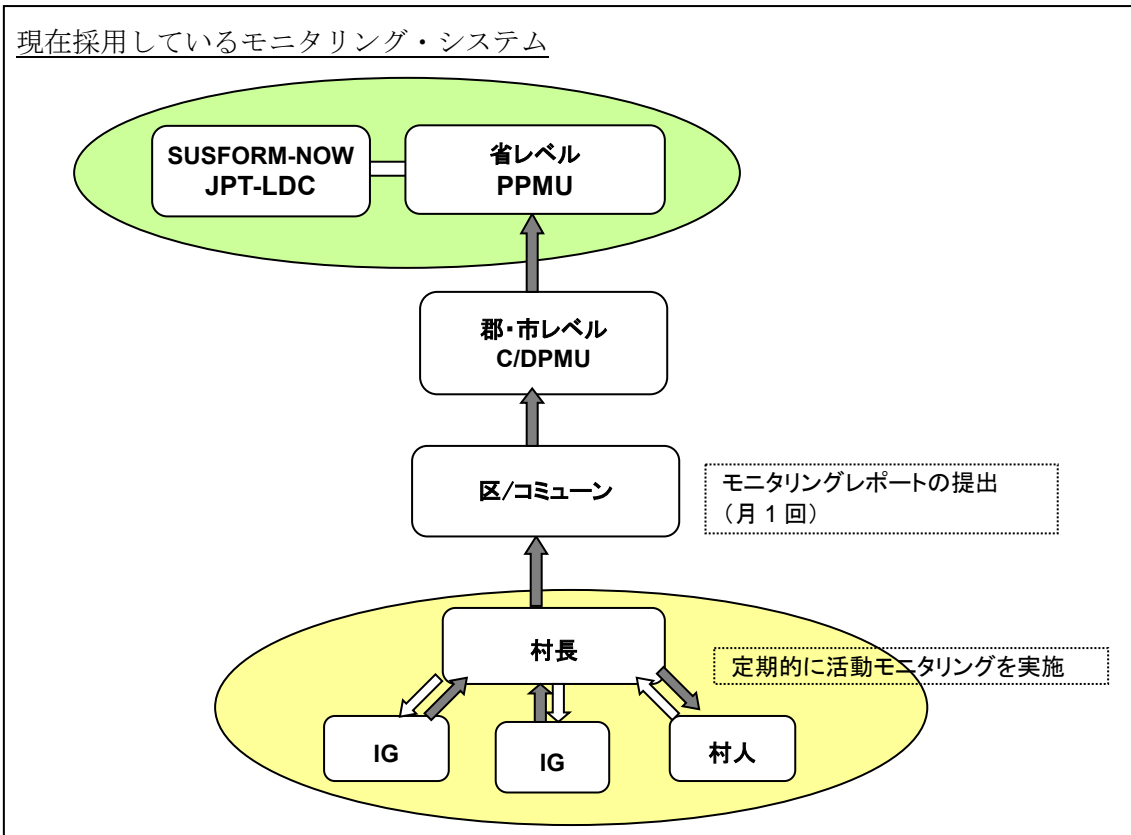 現在採用しているモニタリング・システム
SUSFORM-NOW
JPT-LDC
省レベル
PPMU
郡・市レベル
C/DPMU
区/コミューン
モニタリングレポートの提出
（月 1 回）
村長
定期的に活動モニタリングを実施
IG
IG
村人